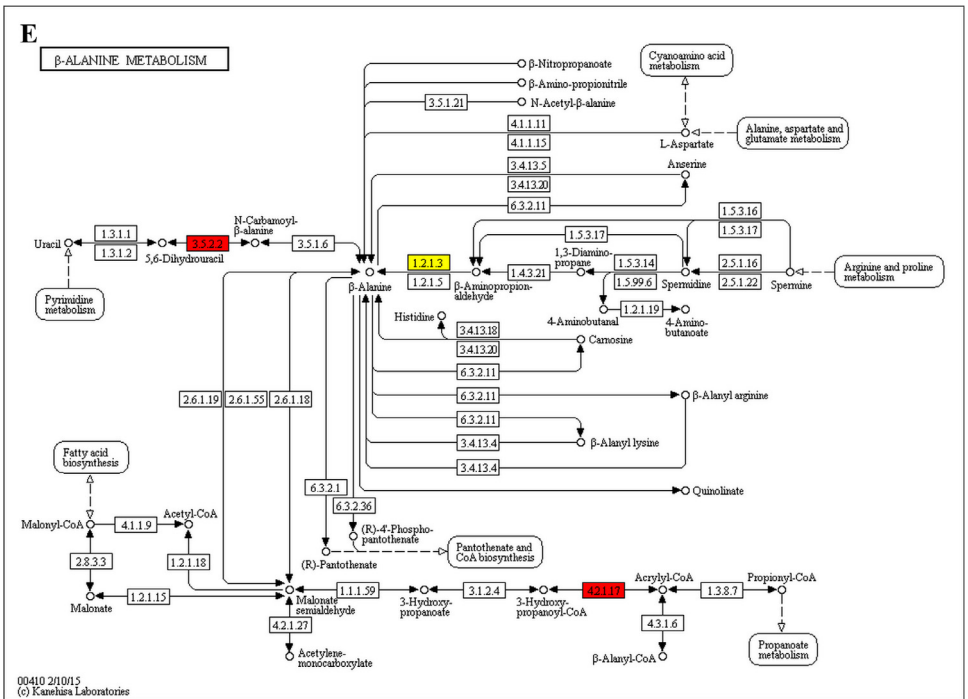 E
β-ALANINE METABOLISM
β-Nitropropanoate
β-Amino-propionitrile
3.5.1.21
N-Acetyl-β-alanine
Cyanoamino acid
metabolism
4.1.1.11
4.1.1.15
L-Aspartate
Alanine, aspartate and
glutamate metabolism
3.4.13.5
3.4.13.20
Anserine
6.3.2.11
Uracil
1.3.1.1
1.3.1.2
5,6-Dihydrouracil
3.5.2.2
N-Carbamoyl-
β-alanine
3.5.1.6
Pyrimidine
metabolism
β-Alanine
1.2.1.3
1.2.1.5
β-Aminopropion-
aldehyde
1.4.3.21
1,3-Diamino-
propane
1.5.3.17
1.5.3.14
1.5.99.6
Spermidine
1.5.3.16
1.5.3.17
2.5.1.16
2.5.1.22
Spermine
Arginine and proline
metabolism
4-Aminobutanal
1.2.1.19
4-Amino-
butanoate
Histidine
3.4.13.18
3.4.13.20
Carnosine
6.3.2.11
6.3.2.11
β-Alanyl arginine
6.3.2.11
3.4.13.4
β-Alanyl lysine
3.4.13.4
2.6.1.19
2.6.1.55
2.6.1.18
Quinolinate
6.3.2.1
6.3.2.36
(R)-4'-Phospho-
pantothenate
(R)-Pantothenate
Pantothenate and
CoA biosynthesis
Fatty acid
biosynthesis
Malonyl-CoA
4.1.1.9
Acetyl-CoA
2.8.3.3
1.2.1.18
Malonate
1.2.1.15
Malonate
semialdehyde
1.1.1.59
3-Hydroxy-
propanoate
3.1.2.4
3-Hydroxy-
propanoyl-CoA
4.2.1.17
Acrylyl-CoA
1.3.8.7
Propionyl-CoA
4.2.1.27
Acetylene-
monocarboxylate
4.3.1.6
β-Alanyl-CoA
Propanoate
metabolism
00410 2/10/15
(c) Kanehisa Laboratories